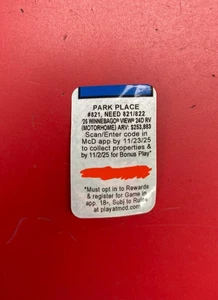 PARK PLACE
#821, NEED 821/822
'25 WINNEBAGO® VIEW® 24D RV
(MOTORHOME) ARV: $253,883
Scan/Enter code in
McD app by 11/23/25
to collect properties &
by 11/2/25 for Bonus Play*
*Must opt in to Rewards
& register for Game in
app. 18+, Subj to Rules
at playatmcd.com